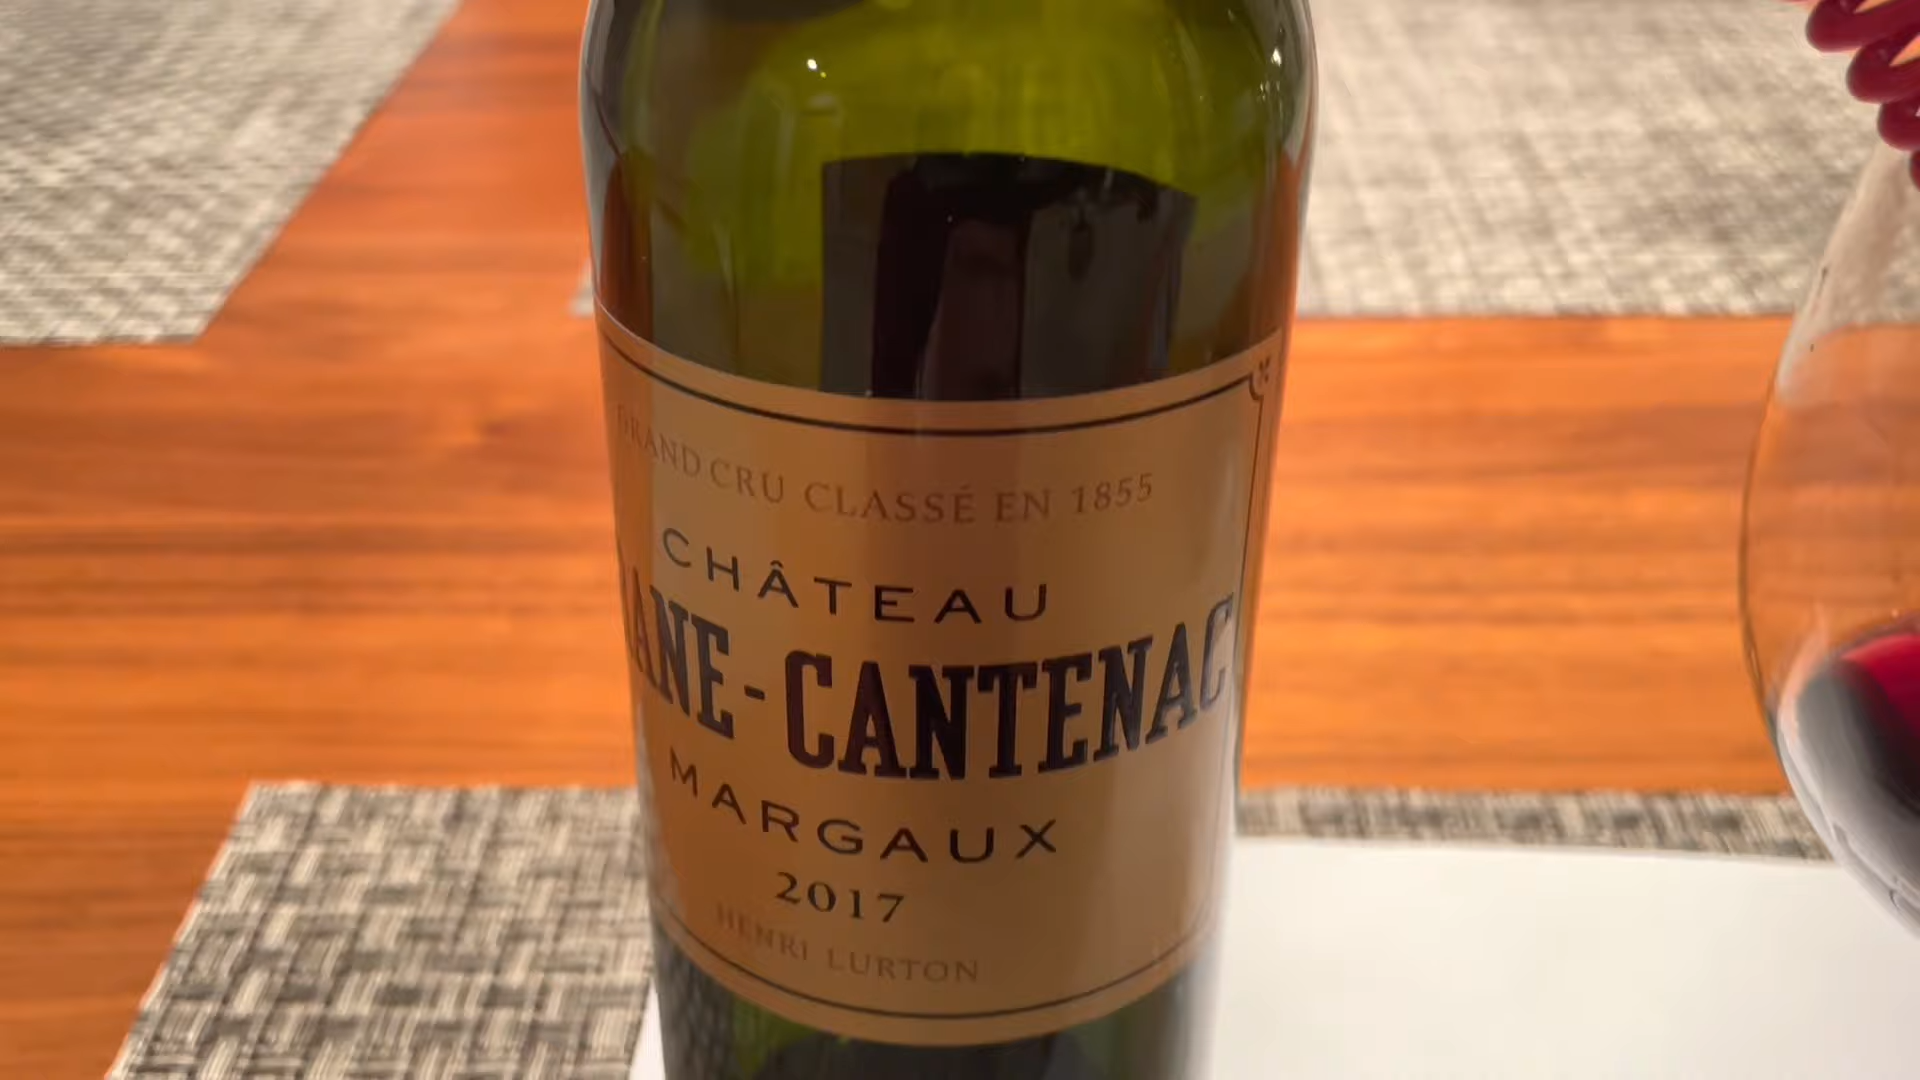 GRAND CRU CLASSÉ EN 1855
CHÂTEAU
ANE-CANTENAC
MARGAUX
2017
HENRI LURTON